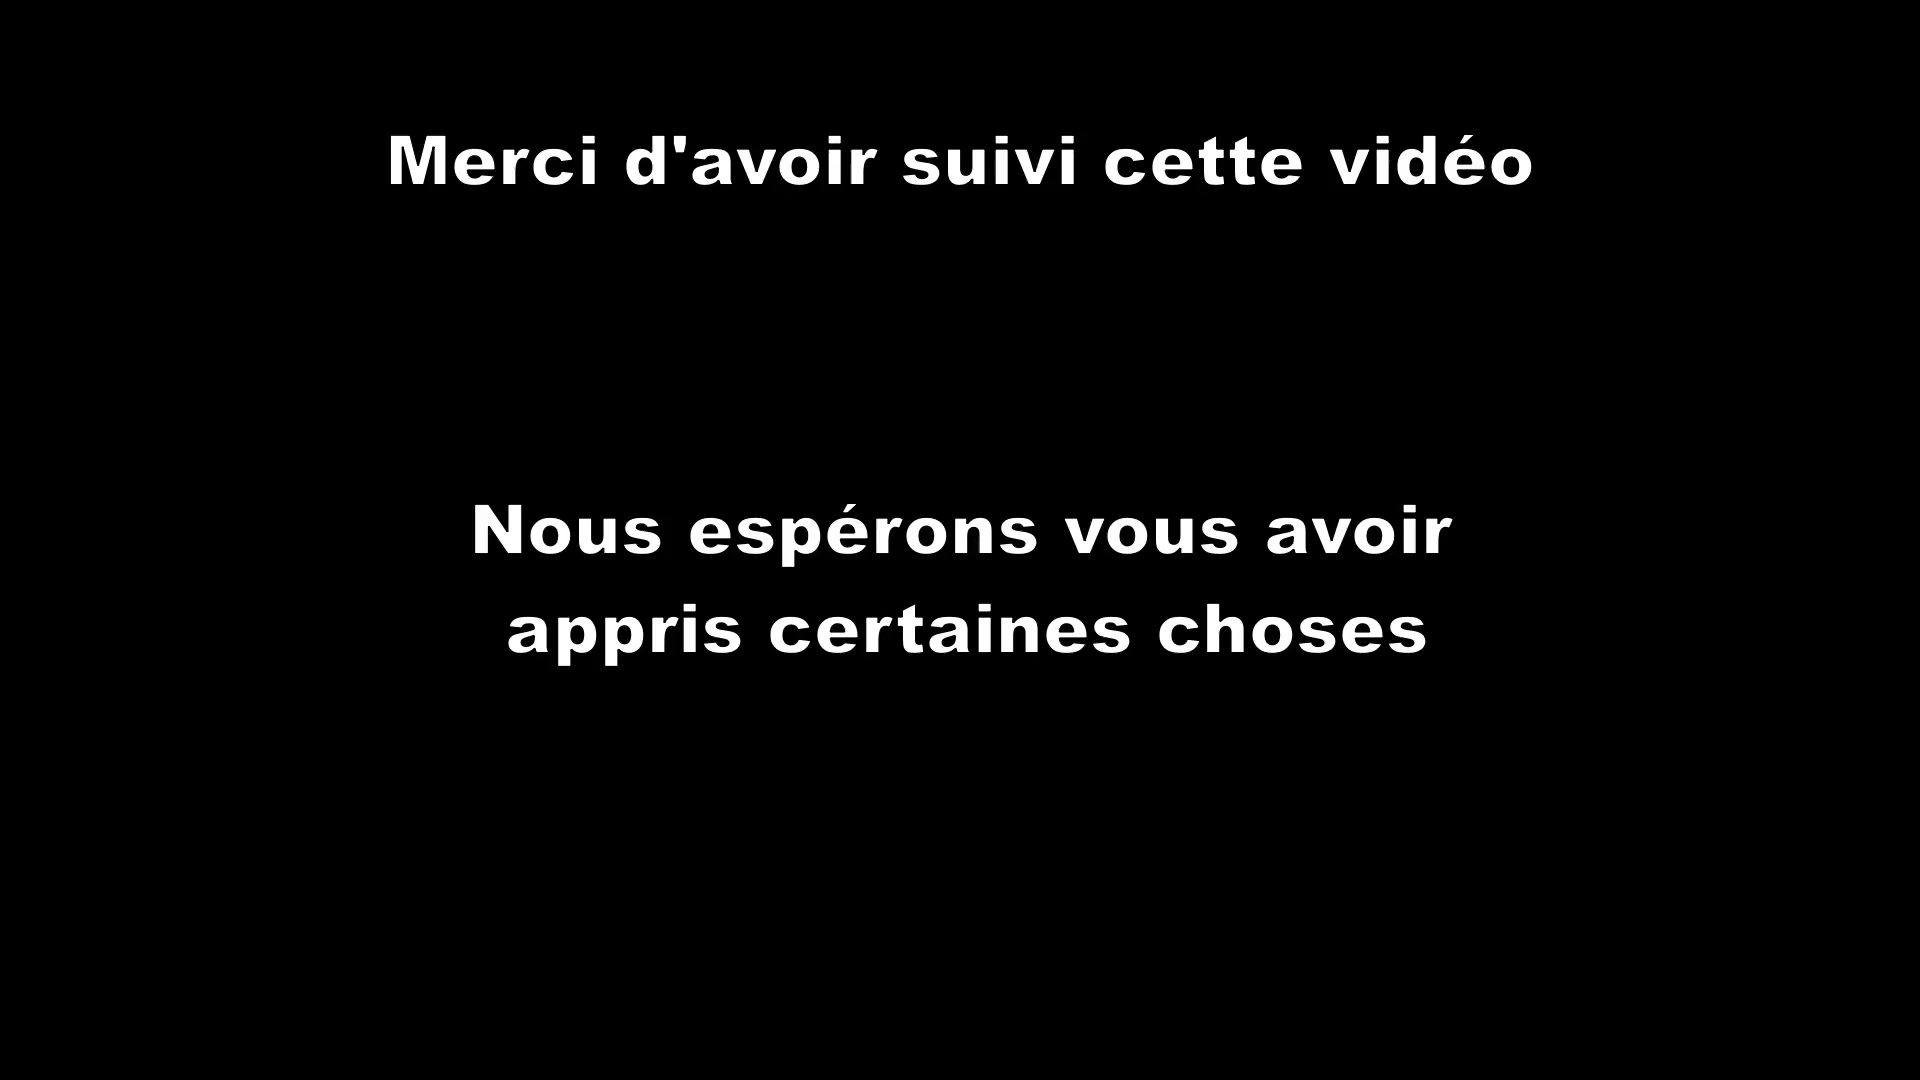 Merci d'avoir suivi cette vidéo
Nous espérons vous avoir
appris certaines choses